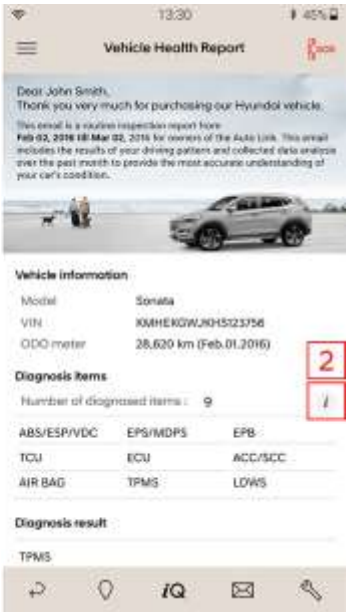 13:30 45%
Vehicle Health Report SOS
Dear John Smith,
Thank you very much for purchasing our Hyundai vehicle.
This email is a routine inspection report from
Feb 02, 2016 till Mar 02, 2016 for owners of the Auto Link. This email
includes the results of your driving pattern and collected data analysis
over the past month to provide the most accurate understanding of
your car's condition.
Vehicle information
Model Sonata
VIN
ODO meter 28,620 km (Feb.01.2016)
2
Diagnosis items
Number of diagnosed items : 9 i
ABS/ESP/VDC EPS/MDPS EPB
TCU ECU ACC/SCC
AIR BAG TPMS LDWS
Diagnosis result
TPMS
iQ